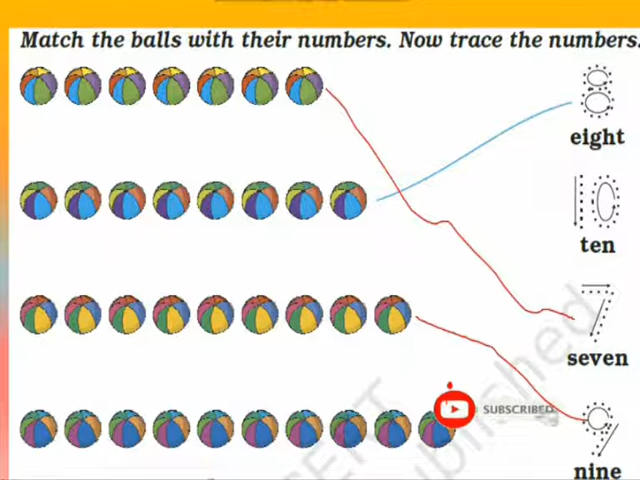 Match the balls with their numbers. Now trace the numbers.
8
eight
10
ten
7
seven
SUBSCRIBED
9
nine